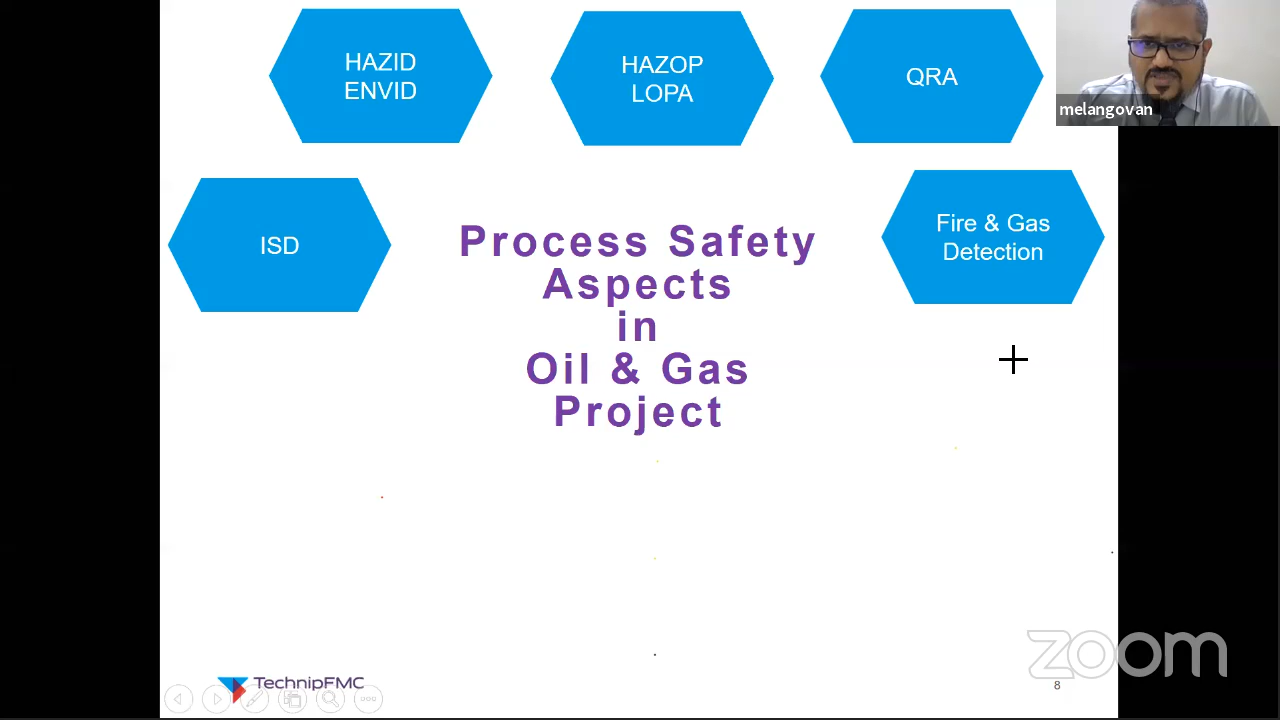 HAZID
ENVID
HAZOP
LOPA
QRA
melangovan
ISD
Fire & Gas
Detection
Process Safety
Aspects
in
Oil & Gas
Project
TechnipFMC
zoom
8